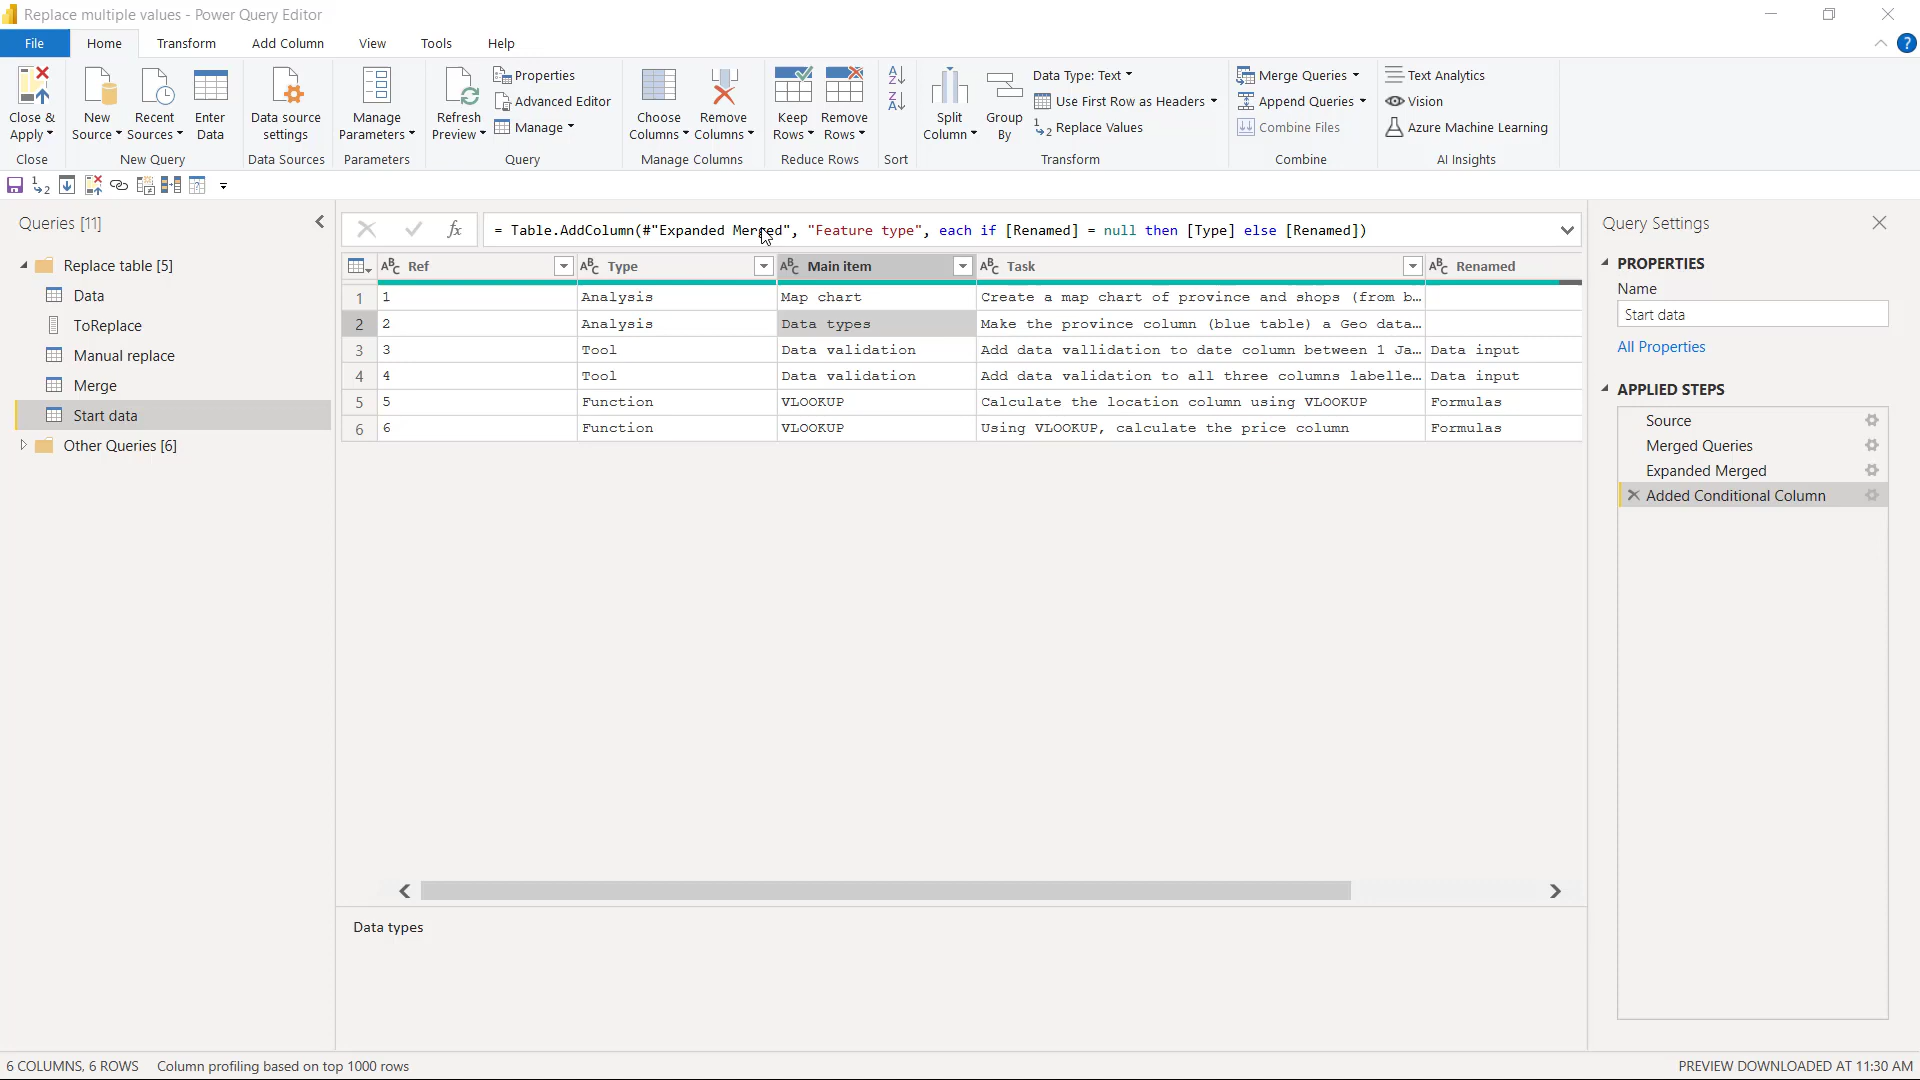 Replace multiple values - Power Query Editor
File Home Transform Add Column View Tools Help
Close & Apply
Close
New Source
Recent Sources
Enter Data
New Query
Data source settings
Data Sources
Manage Parameters
Parameters
Refresh Preview
Properties
Advanced Editor
Manage
Query
Choose Columns
Remove Columns
Manage Columns
Keep Rows
Remove Rows
Reduce Rows
Sort
Split Column
Group By
Data Type: Text
Use First Row as Headers
Replace Values
Transform
Merge Queries
Append Queries
Combine Files
Combine
Text Analytics
Vision
Azure Machine Learning
AI Insights
Queries [11]
Replace table [5]
Data
ToReplace
Manual replace
Merge
Start data
Other Queries [6]
= Table.AddColumn(#"Expanded Merged", "Feature type", each if [Renamed] = null then [Type] else [Renamed])
Ref Type Main item Task Renamed
1 1 Analysis Map chart Create a map chart of province and shops (from b…
2 2 Analysis Data types Make the province column (blue table) a Geo data…
3 3 Tool Data validation Add data vallidation to date column between 1 Ja… Data input
4 4 Tool Data validation Add data validation to all three columns labelle… Data input
5 5 Function VLOOKUP Calculate the location column using VLOOKUP Formulas
6 6 Function VLOOKUP Using VLOOKUP, calculate the price column Formulas
Data types
Query Settings
PROPERTIES
Name
Start data
All Properties
APPLIED STEPS
Source
Merged Queries
Expanded Merged
Added Conditional Column
6 COLUMNS, 6 ROWS Column profiling based on top 1000 rows
PREVIEW DOWNLOADED AT 11:30 AM